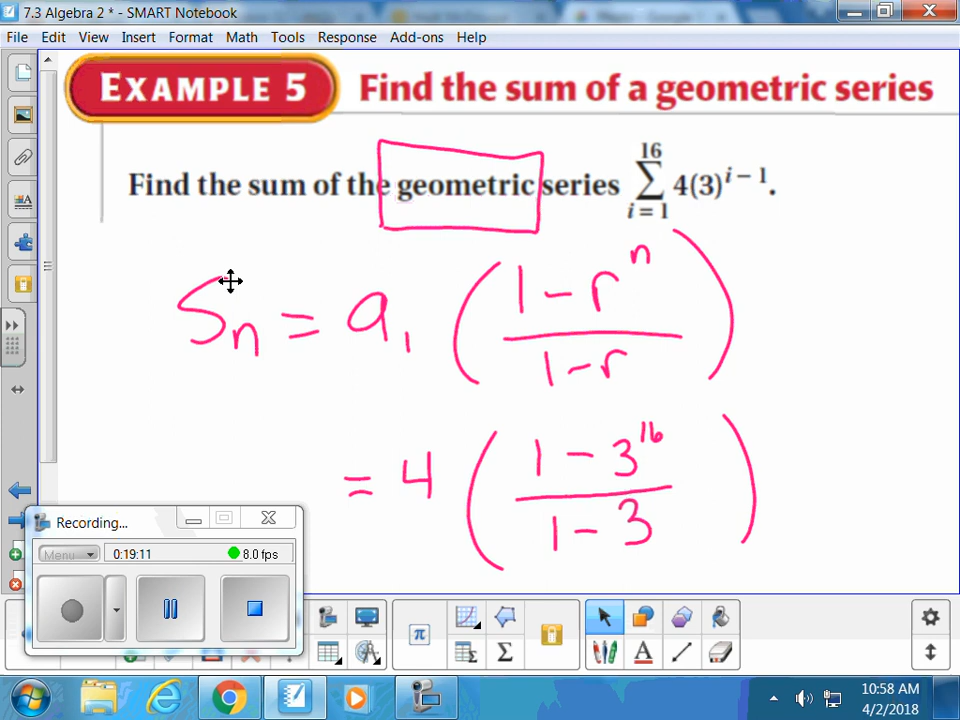 7.3 Algebra 2 * - SMART Notebook
File Edit View Insert Format Math Tools Response Add-ons Help
EXAMPLE 5 Find the sum of a geometric series
Find the sum of the geometric series \sum_{i=1}^{16} 4(3)^{i-1}.
S_n = a_1 ( \frac{1-r^n}{1-r} )
= 4 ( \frac{1-3^{16}}{1-3} )
Recording...
Menu 0:19:11 8.0 fps
π Σ A
10:58 AM
4/2/2018